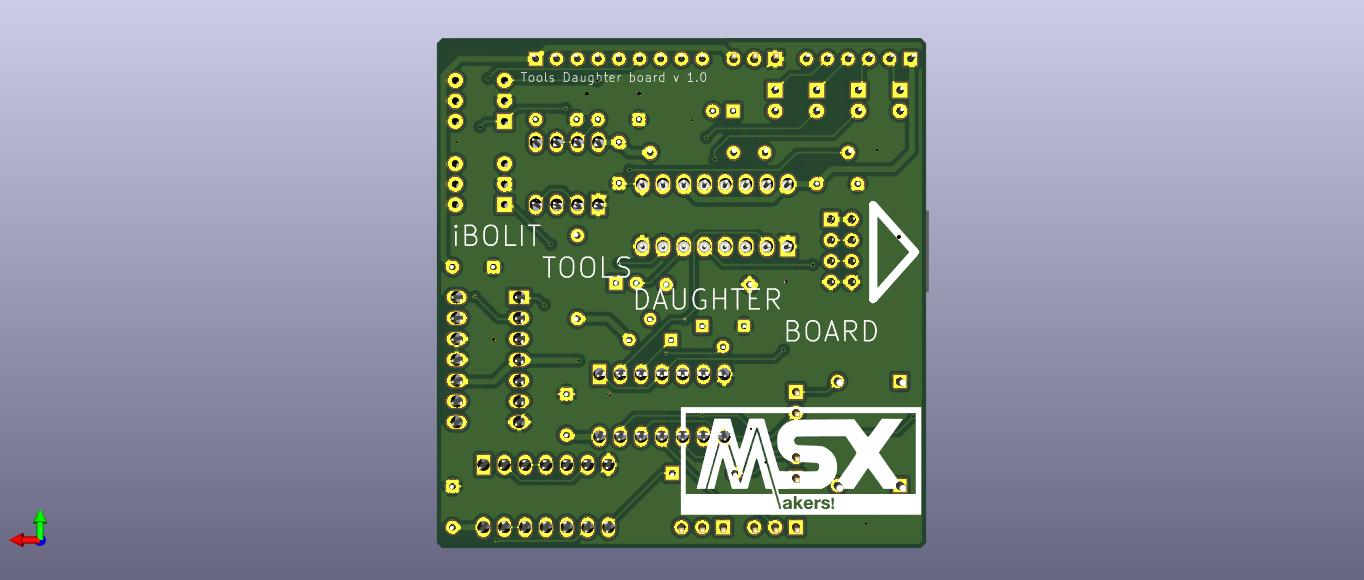 Tools Daughter board v 1.0
iBOLIT
TOOLS
DAUGHTER
BOARD
MSX
akers!